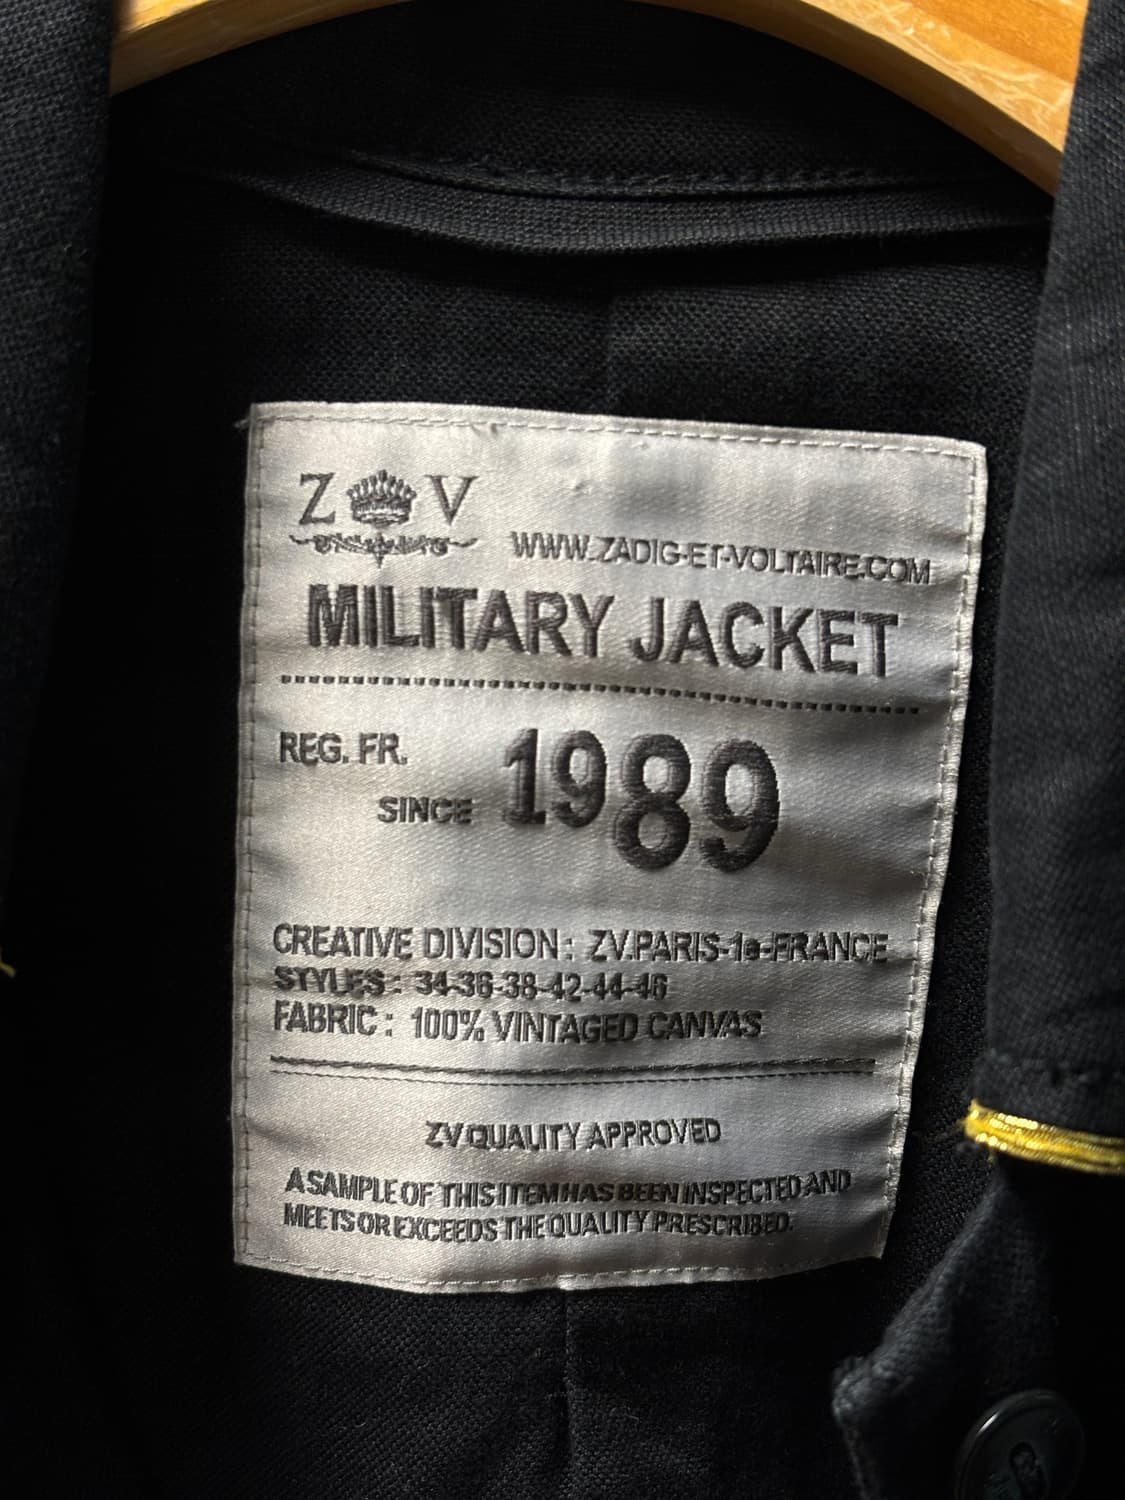 Z V
WWW.ZADIG-ET-VOLTAIRE.COM
MILITARY JACKET
REG. FR.
SINCE 1989
CREATIVE DIVISION : ZV.PARIS-1e-FRANCE
STYLES : 34-36-38-42-44-46
FABRIC : 100% VINTAGED CANVAS
ZV QUALITY APPROVED
A SAMPLE OF THIS ITEM HAS BEEN INSPECTED AND
MEETS OR EXCEEDS THE QUALITY PRESCRIBED.